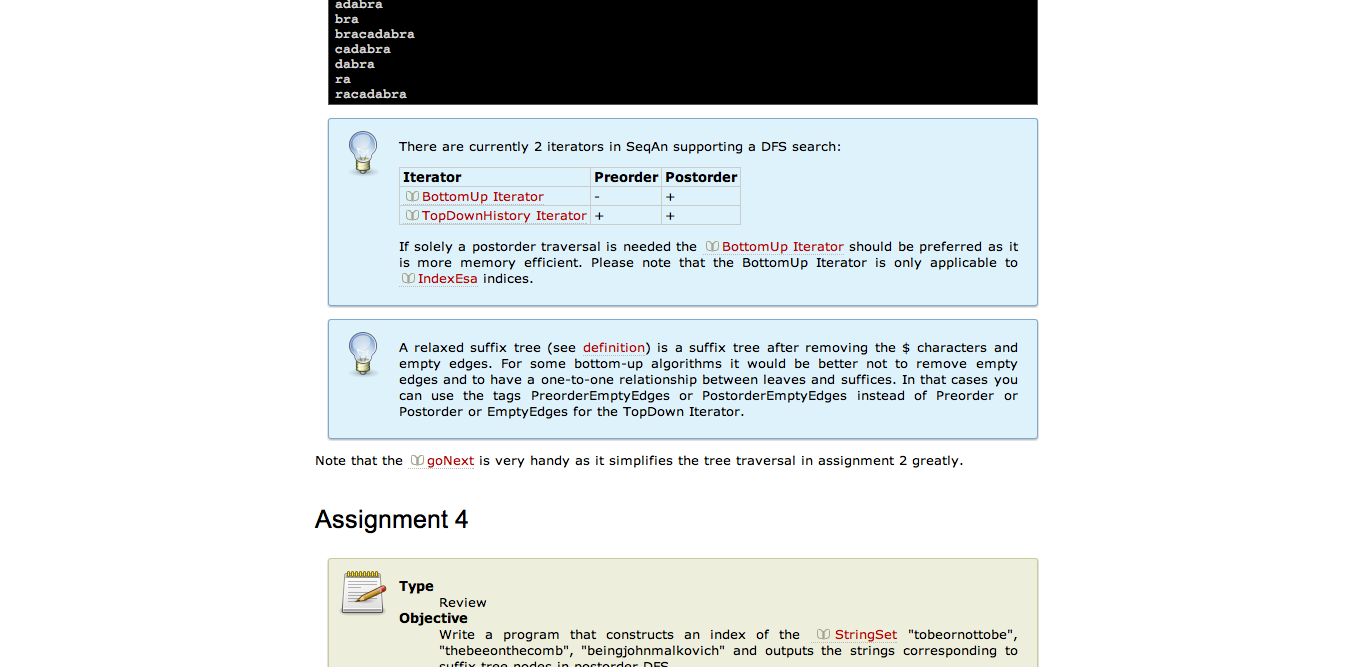 adabra
bra
bracadabra
cadabra
dabra
ra
racadabra
There are currently 2 iterators in SeqAn supporting a DFS search:
Iterator Preorder Postorder
BottomUp Iterator - +
TopDownHistory Iterator + +
If solely a postorder traversal is needed the BottomUp Iterator should be preferred as it
is more memory efficient. Please note that the BottomUp Iterator is only applicable to
IndexEsa indices.
A relaxed suffix tree (see definition) is a suffix tree after removing the $ characters and
empty edges. For some bottom-up algorithms it would be better not to remove empty
edges and to have a one-to-one relationship between leaves and suffices. In that cases you
can use the tags PreorderEmptyEdges or PostorderEmptyEdges instead of Preorder or
Postorder or EmptyEdges for the TopDown Iterator.
Note that the goNext is very handy as it simplifies the tree traversal in assignment 2 greatly.
Assignment 4
Type
Review
Objective
Write a program that constructs an index of the StringSet "tobeornottobe",
"thebeeonthecomb", "beingjohnmalkovich" and outputs the strings corresponding to
suffix tree nodes in postorder DFS.